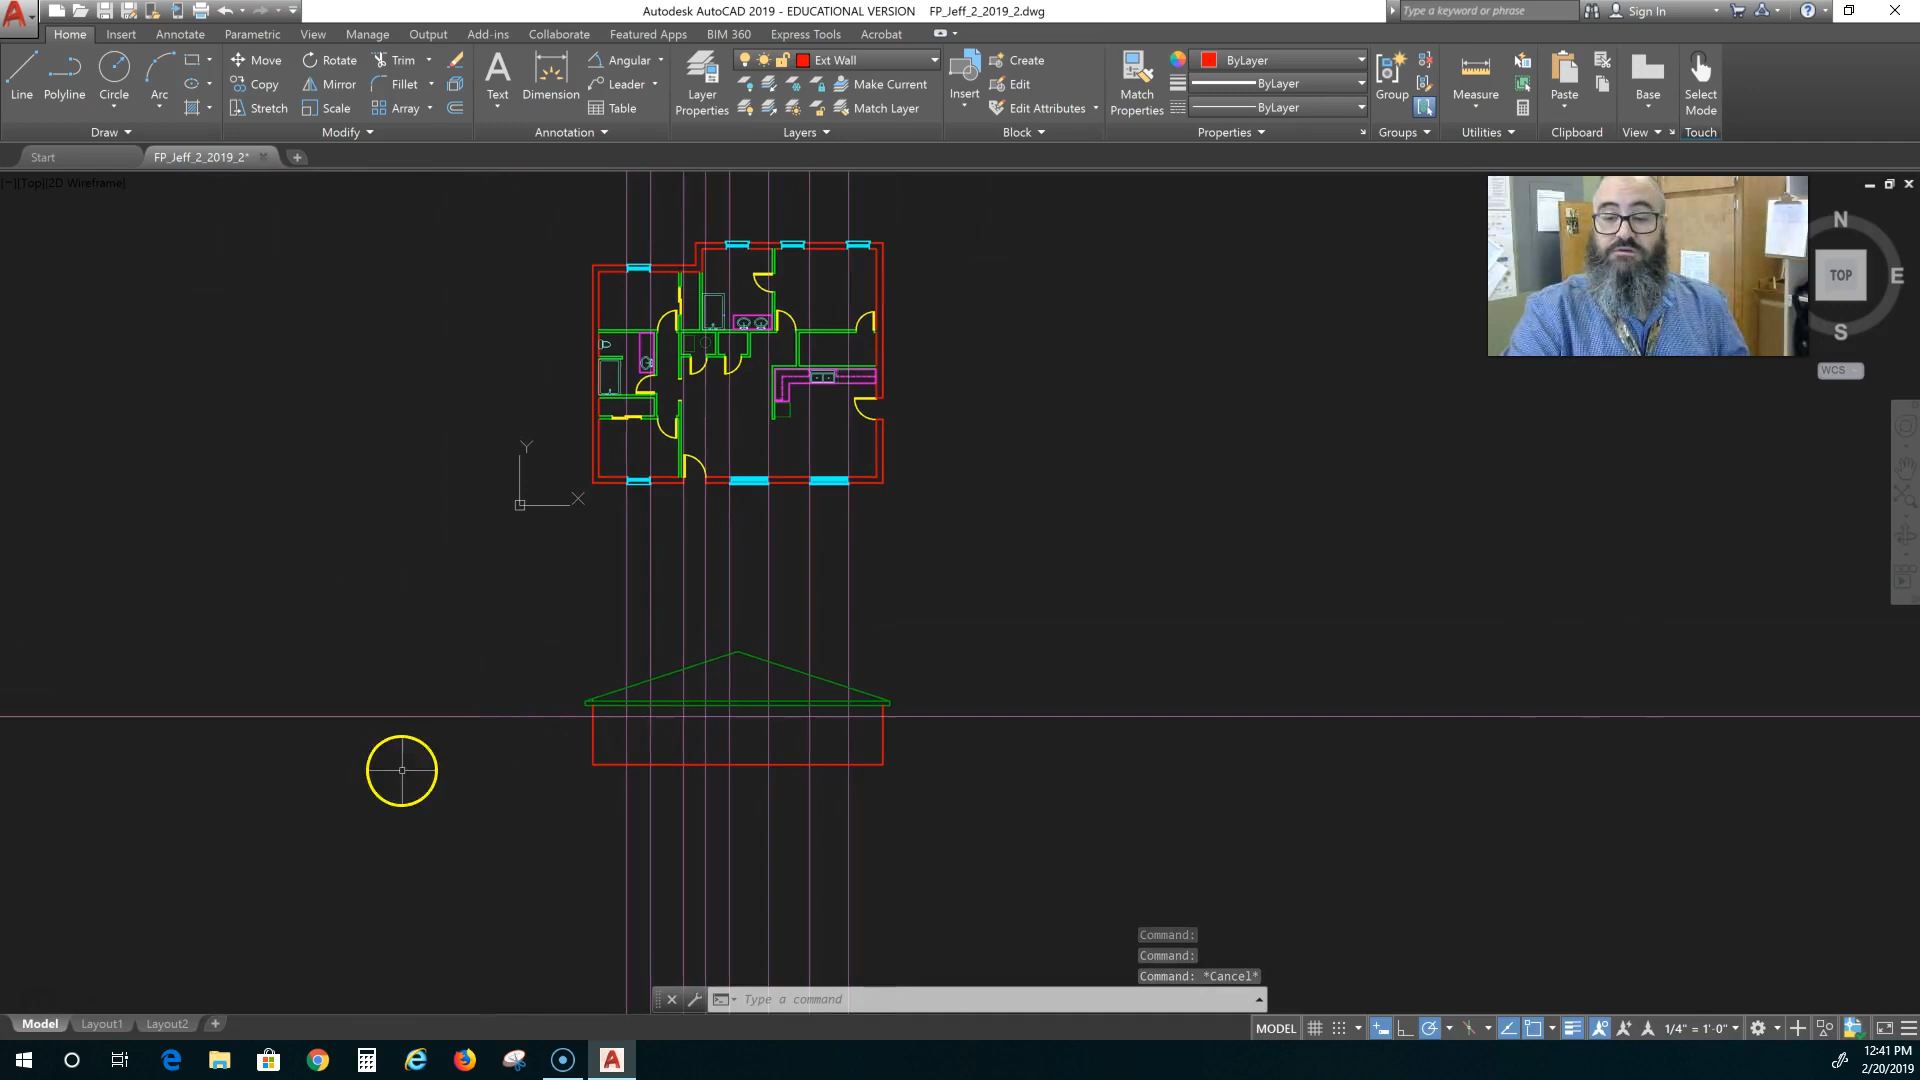 Autodesk AutoCAD 2019 - EDUCATIONAL VERSION FP_Jeff_2_2019_2.dwg
Type a keyword or phrase
Sign In
Home Insert Annotate Parametric View Manage Output Add-ins Collaborate Featured Apps BIM 360 Express Tools Acrobat
Line
Polyline
Circle
Arc
Draw
Move Rotate Trim
Copy Mirror Fillet
Stretch Scale Array
Modify
Text
Dimension
Angular
Leader
Table
Annotation
Layer
Properties
Ext Wall
Make Current
Match Layer
Layers
Insert
Create
Edit
Edit Attributes
Block
Match
Properties
ByLayer
ByLayer
ByLayer
Properties
Group
Groups
Measure
Utilities
Paste
Clipboard
Base
View
Select
Mode
Touch
Start
FP_Jeff_2_2019_2*
[−][Top][2D Wireframe]
N
TOP
E
S
WCS
Y
X
Command:
Command:
Command: *Cancel*
Type a command
Model Layout1 Layout2
MODEL
1/4" = 1'-0"
12:41 PM
2/20/2019